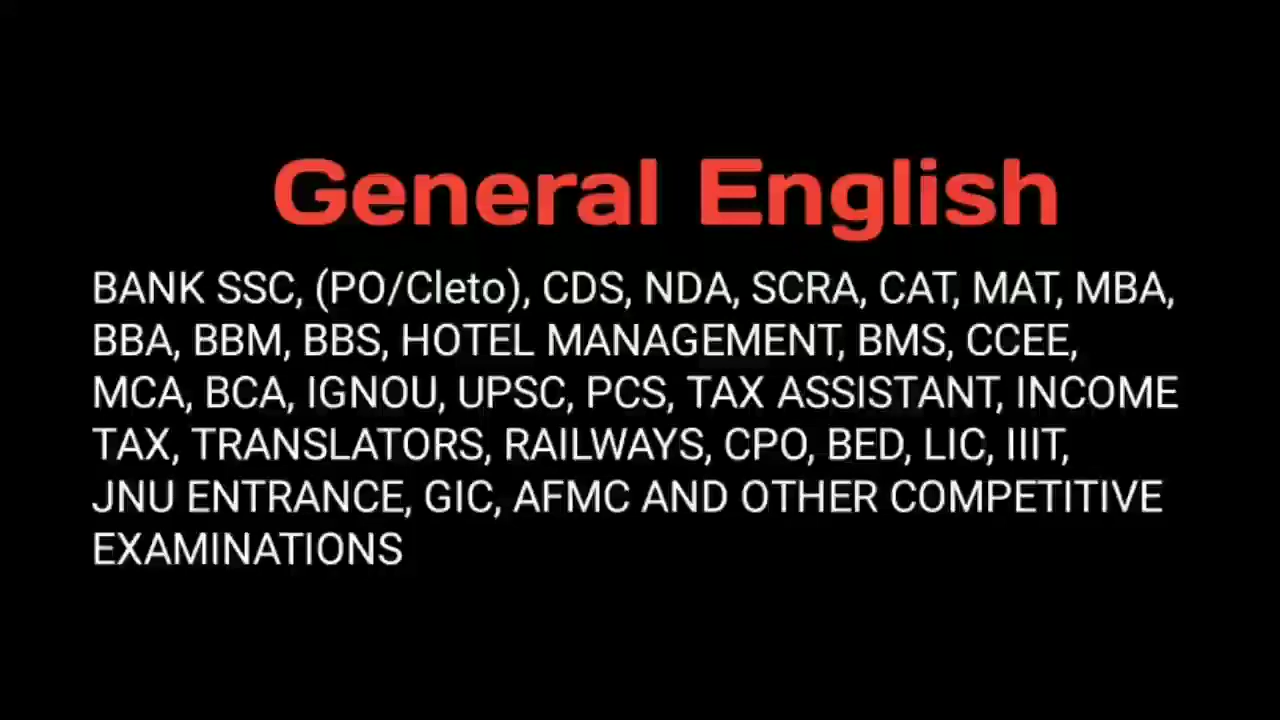 General English
BANK SSC, (PO/Cleto), CDS, NDA, SCRA, CAT, MAT, MBA,
BBA, BBM, BBS, HOTEL MANAGEMENT, BMS, CCEE,
MCA, BCA, IGNOU, UPSC, PCS, TAX ASSISTANT, INCOME
TAX, TRANSLATORS, RAILWAYS, CPO, BED, LIC, IIIT,
JNU ENTRANCE, GIC, AFMC AND OTHER COMPETITIVE
EXAMINATIONS